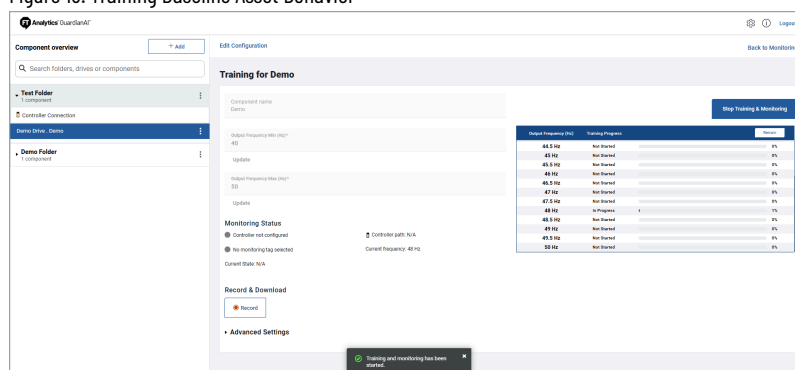 Figure 15. Training Baseline Asset Behavior
FT Analytics GuardianAI
Logout
Component overview
+ Add
Edit Configuration
Back to Monitoring
Search folders, drives or components
Training for Demo
Test Folder
1 component
Component name
Demo
Stop Training & Monitoring
Controller Connection
Demo Drive . Demo
Output Frequency (Hz) Training Progress Retrain
Output Frequency Min (Hz)*
40
Update
Demo Folder
1 component
Output Frequency Max (Hz)*
50
Update
44.5 Hz Not Started 0%
45 Hz Not Started 0%
45.5 Hz Not Started 0%
46 Hz Not Started 0%
46.5 Hz Not Started 0%
47 Hz Not Started 0%
47.5 Hz Not Started 0%
48 Hz In Progress 1%
48.5 Hz Not Started 0%
49 Hz Not Started 0%
49.5 Hz Not Started 0%
50 Hz Not Started 0%
Monitoring Status
Controller not configured
Controller path: N/A
No monitoring tag selected
Current frequency: 48 Hz
Current State: N/A
Record & Download
Record
Advanced Settings
Training and monitoring has been
started.